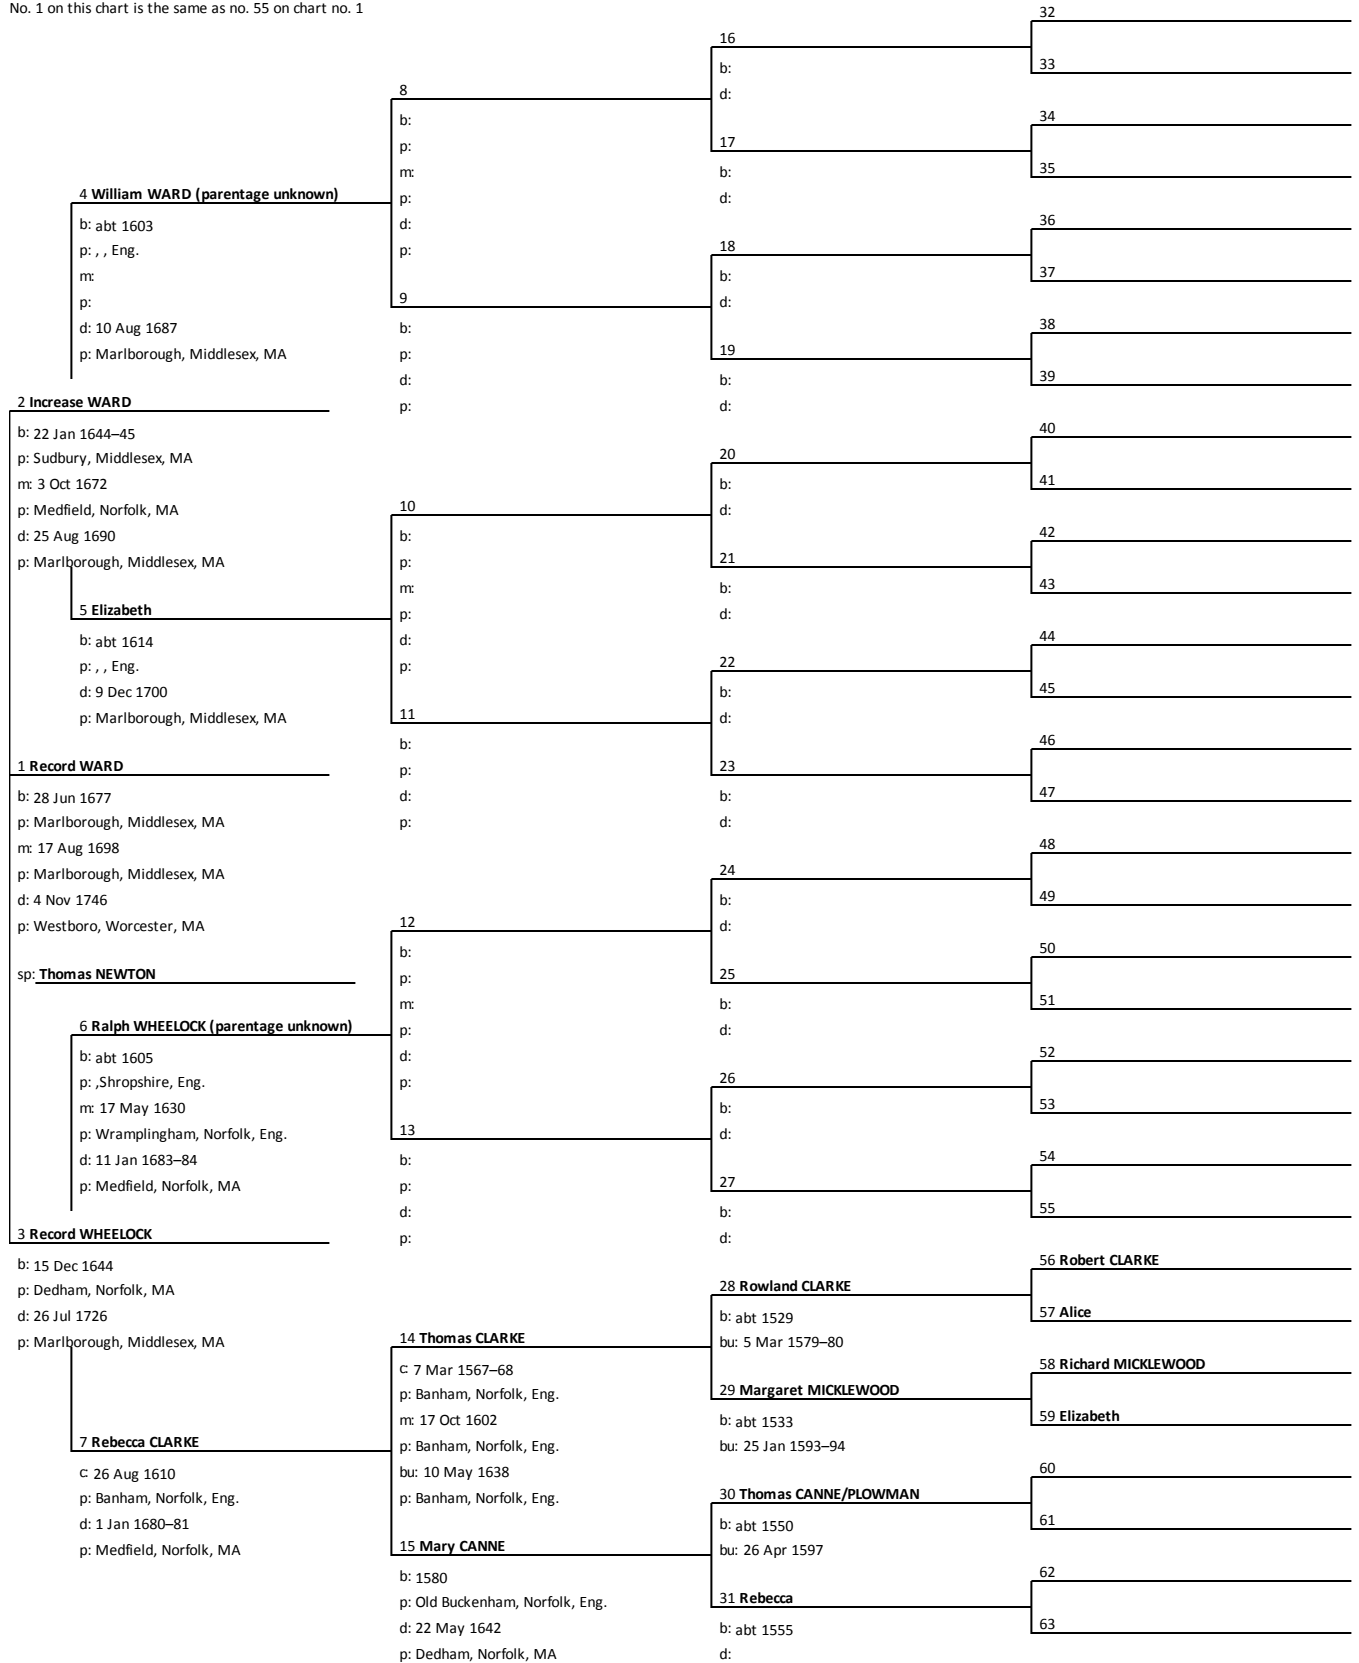 No. 1 on this chart is the same as no. 55 on chart no. 1
4 William WARD (parentage unknown)
b: abt 1603
p: , , Eng.
m:
p:
d: 10 Aug 1687
p: Marlborough, Middlesex, MA
2 Increase WARD
b: 22 Jan 1644–45
p: Sudbury, Middlesex, MA
m: 3 Oct 1672
p: Medfield, Norfolk, MA
d: 25 Aug 1690
p: Marlborough, Middlesex, MA
5 Elizabeth
b: abt 1614
p: , , Eng.
d: 9 Dec 1700
p: Marlborough, Middlesex, MA
1 Record WARD
b: 28 Jun 1677
p: Marlborough, Middlesex, MA
m: 17 Aug 1698
p: Marlborough, Middlesex, MA
d: 4 Nov 1746
p: Westboro, Worcester, MA
sp: Thomas NEWTON
6 Ralph WHEELOCK (parentage unknown)
b: abt 1605
p: ,Shropshire, Eng.
m: 17 May 1630
p: Wramplingham, Norfolk, Eng.
d: 11 Jan 1683–84
p: Medfield, Norfolk, MA
3 Record WHEELOCK
b: 15 Dec 1644
p: Dedham, Norfolk, MA
d: 26 Jul 1726
p: Marlborough, Middlesex, MA
7 Rebecca CLARKE
c: 26 Aug 1610
p: Banham, Norfolk, Eng.
d: 1 Jan 1680–81
p: Medfield, Norfolk, MA
8
b:
p:
m:
p:
d:
p:
9
b:
p:
d:
p:
10
b:
p:
m:
p:
d:
p:
11
b:
p:
d:
p:
12
b:
p:
m:
p:
d:
p:
13
b:
p:
d:
p:
14 Thomas CLARKE
c: 7 Mar 1567–68
p: Banham, Norfolk, Eng.
m: 17 Oct 1602
p: Banham, Norfolk, Eng.
bu: 10 May 1638
p: Banham, Norfolk, Eng.
15 Mary CANNE
b: 1580
p: Old Buckenham, Norfolk, Eng.
d: 22 May 1642
p: Dedham, Norfolk, MA
16
b:
d:
17
b:
d:
18
b:
d:
19
b:
d:
20
b:
d:
21
b:
d:
22
b:
d:
23
b:
d:
24
b:
d:
25
b:
d:
26
b:
d:
27
b:
d:
28 Rowland CLARKE
b: abt 1529
bu: 5 Mar 1579–80
29 Margaret MICKLEWOOD
b: abt 1533
bu: 25 Jan 1593–94
30 Thomas CANNE/PLOWMAN
b: abt 1550
bu: 26 Apr 1597
31 Rebecca
b: abt 1555
d:
32
33
34
35
36
37
38
39
40
41
42
43
44
45
46
47
48
49
50
51
52
53
54
55
56 Robert CLARKE
57 Alice
58 Richard MICKLEWOOD
59 Elizabeth
60
61
62
63